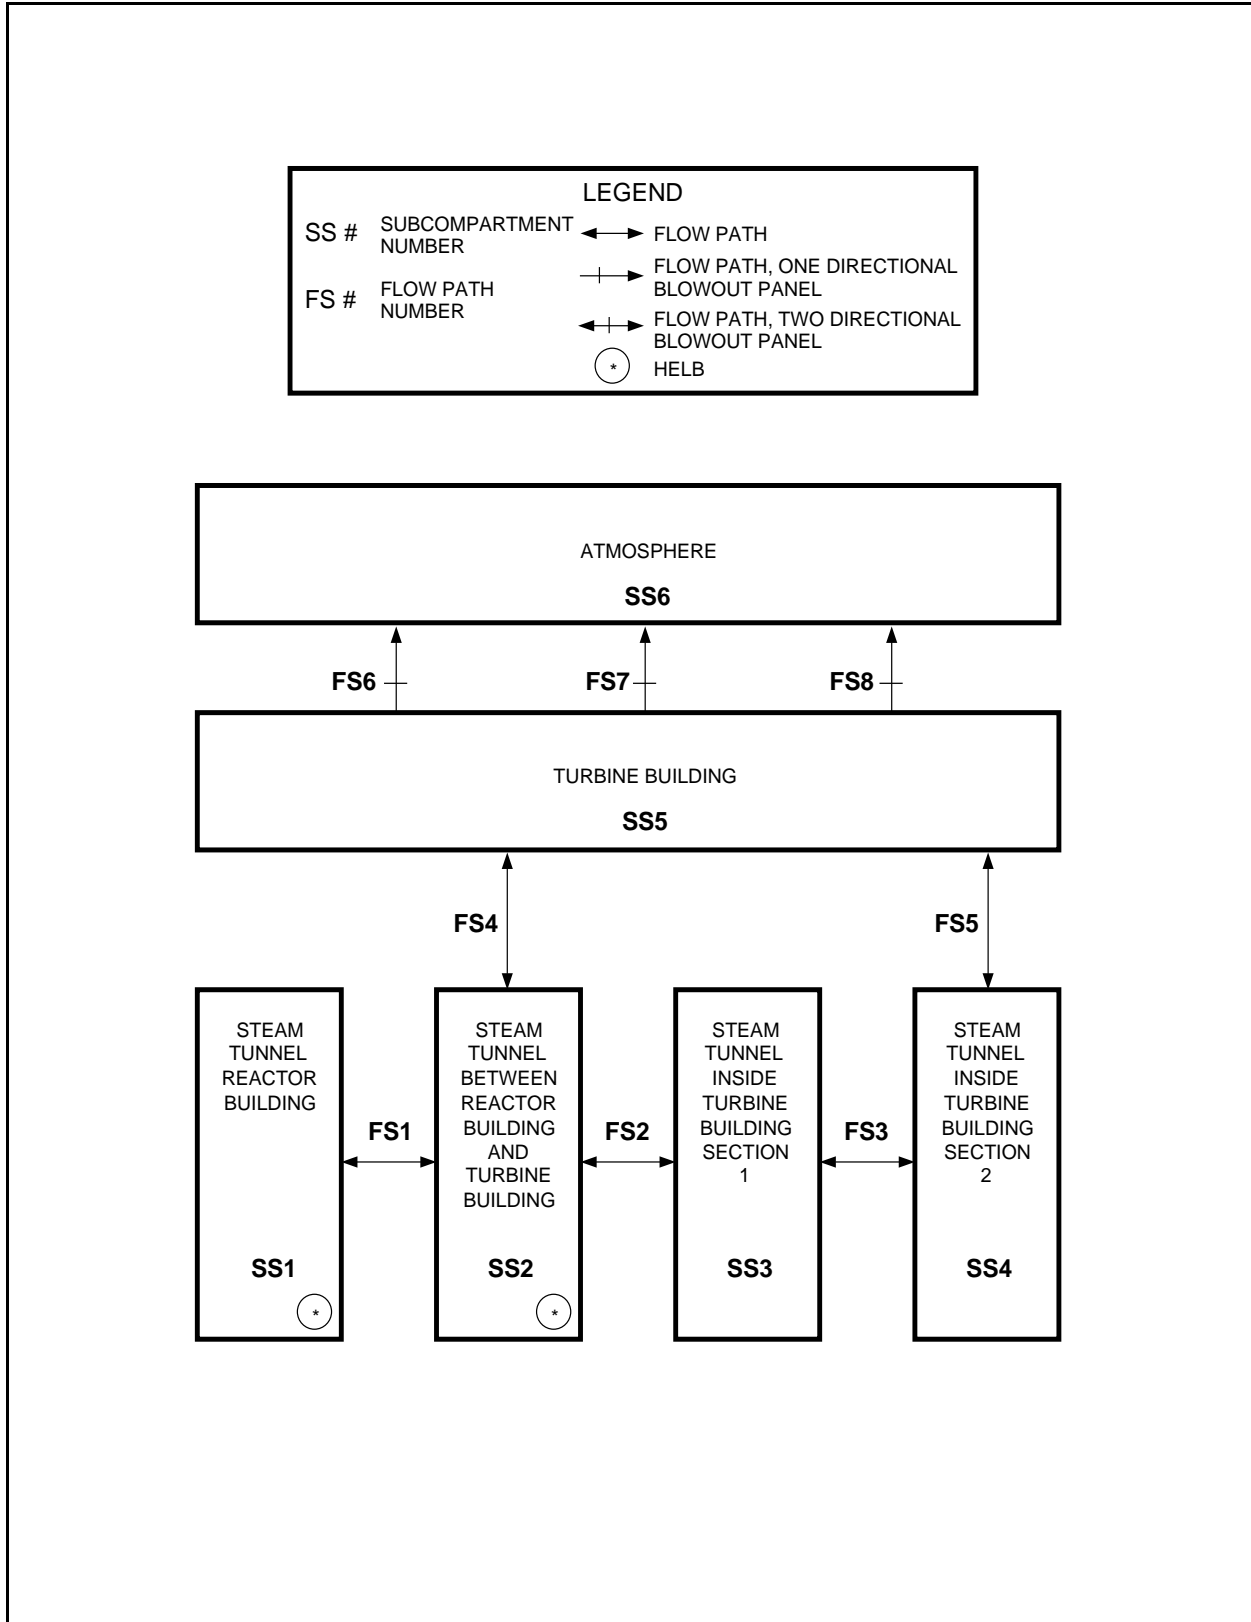 LEGEND
SS #
SUBCOMPARTMENT
NUMBER
FS #
FLOW PATH
NUMBER
FLOW PATH
FLOW PATH, ONE DIRECTIONAL
BLOWOUT PANEL
FLOW PATH, TWO DIRECTIONAL
BLOWOUT PANEL
*
HELB
ATMOSPHERE
SS6
FS6
FS7
FS8
TURBINE BUILDING
SS5
FS4
FS5
STEAM
TUNNEL
REACTOR
BUILDING
SS1
*
FS1
STEAM
TUNNEL
BETWEEN
REACTOR
BUILDING
AND
TURBINE
BUILDING
SS2
*
FS2
STEAM
TUNNEL
INSIDE
TURBINE
BUILDING
SECTION
1
SS3
FS3
STEAM
TUNNEL
INSIDE
TURBINE
BUILDING
SECTION
2
SS4